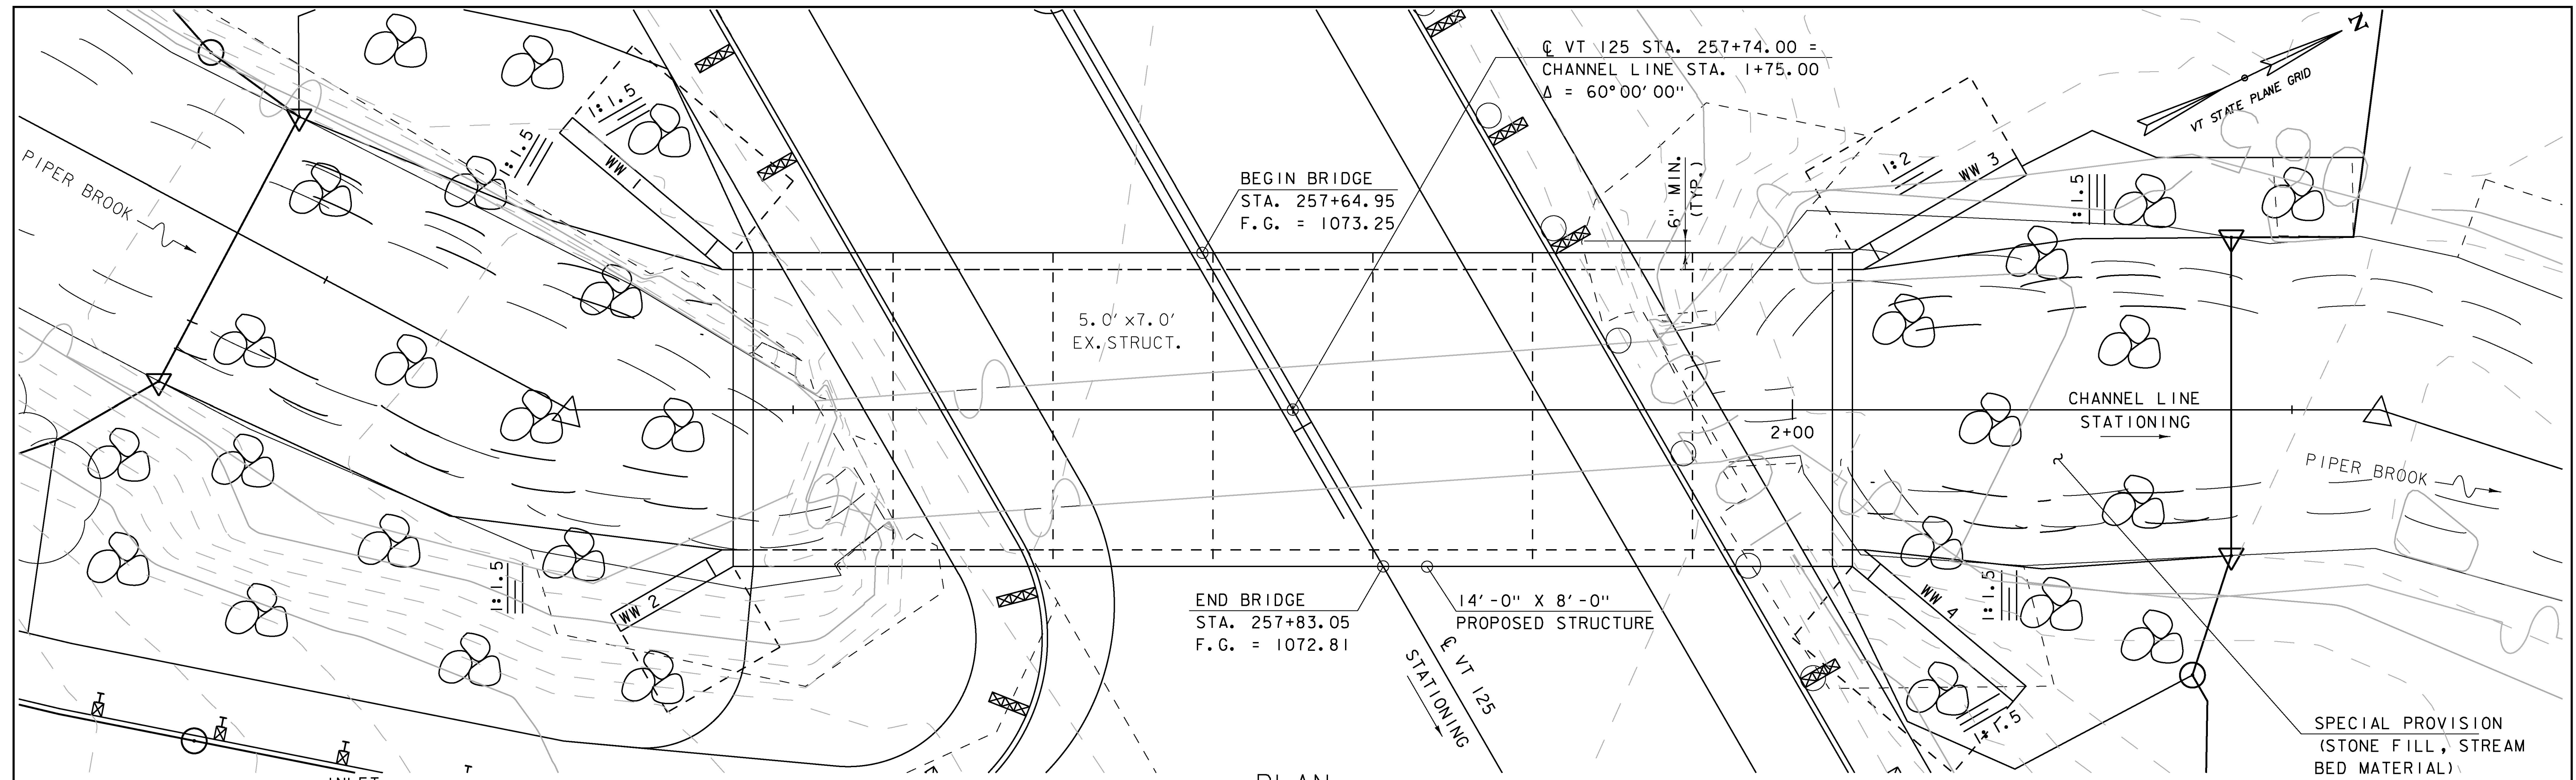 ℄ VT 125 STA. 257+74.00 =
CHANNEL LINE STA. 1+75.00
Δ = 60°00'00"
N
VT STATE PLANE GRID
1:1.5
1:1.5
WW 1
PIPER BROOK
BEGIN BRIDGE
STA. 257+64.95
F.G. = 1073.25
6" MIN.
(TYP.)
1:2
WW 3
1:1.5
5.0'x7.0'
EX. STRUCT.
CHANNEL LINE
STATIONING
2+00
PIPER BROOK
1:1.5
WW 2
END BRIDGE
STA. 257+83.05
F.G. = 1072.81
14'-0" X 8'-0"
PROPOSED STRUCTURE
℄ VT 125
STATIONING
1:1.5
WW 4
1:1.5
SPECIAL PROVISION
(STONE FILL, STREAM
BED MATERIAL)
INLET
PLAN